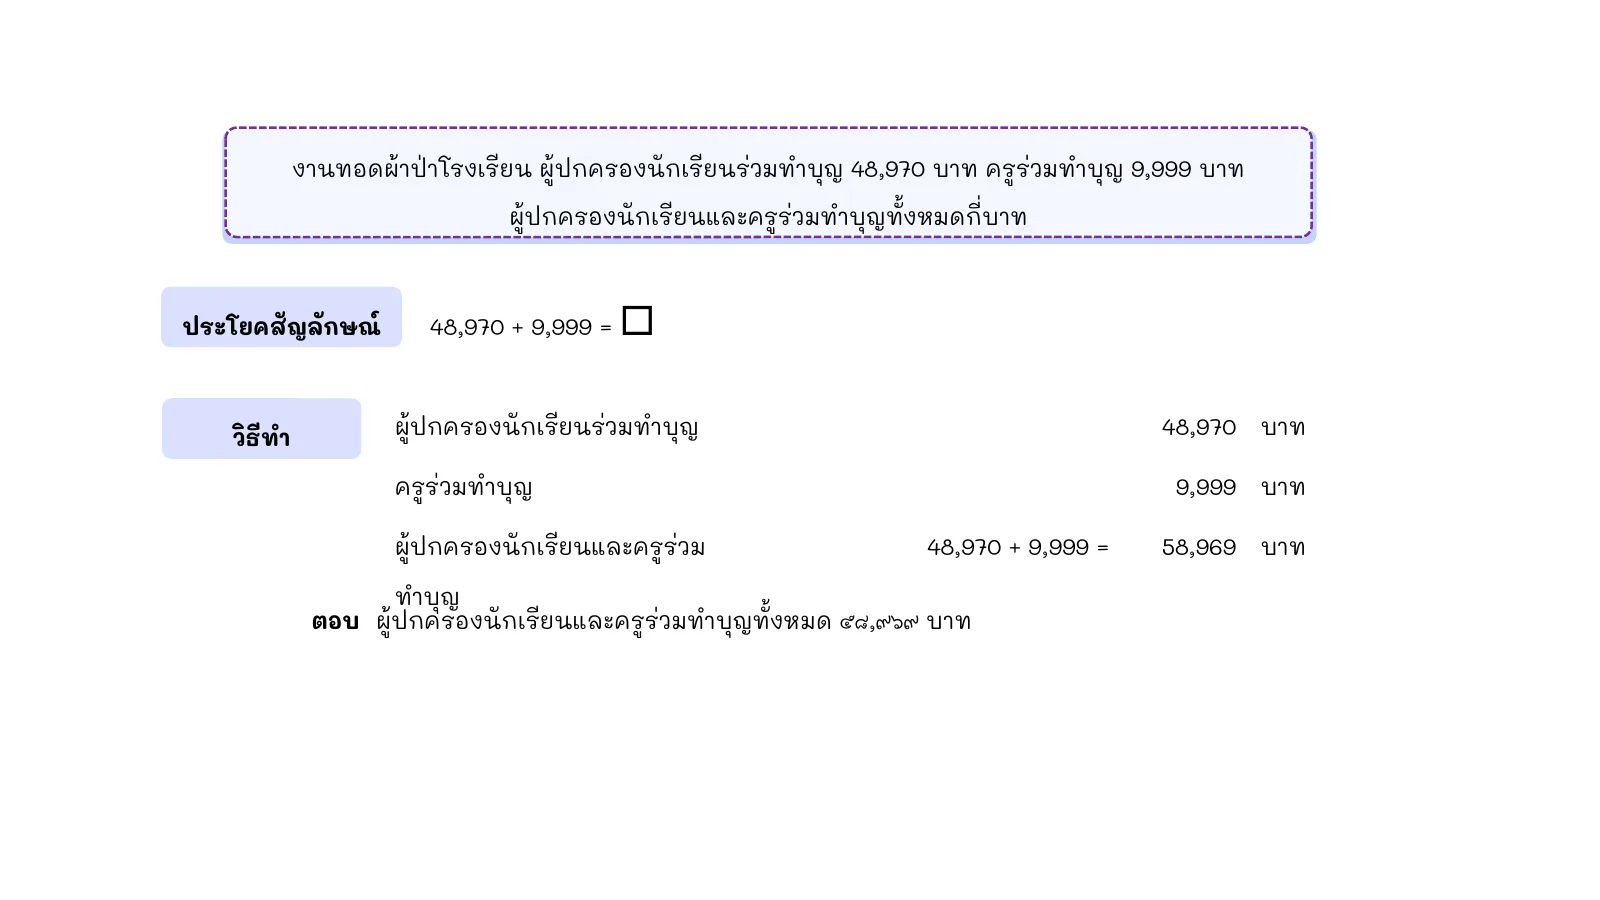 งานทอดผ้าป่าโรงเรียน ผู้ปกครองนักเรียนร่วมทำบุญ 48,970 บาท ครูร่วมทำบุญ 9,999 บาท
ผู้ปกครองนักเรียนและครูร่วมทำบุญทั้งหมดกี่บาท
ประโยคสัญลักษณ์ 48,970 + 9,999 = □
วิธีทำ ผู้ปกครองนักเรียนร่วมทำบุญ 48,970 บาท
ครูร่วมทำบุญ 9,999 บาท
ผู้ปกครองนักเรียนและครูร่วม 48,970 + 9,999 = 58,969 บาท
ทำบุญ
ตอบ ผู้ปกครองนักเรียนและครูร่วมทำบุญทั้งหมด ๕๘,๙๖๙ บาท